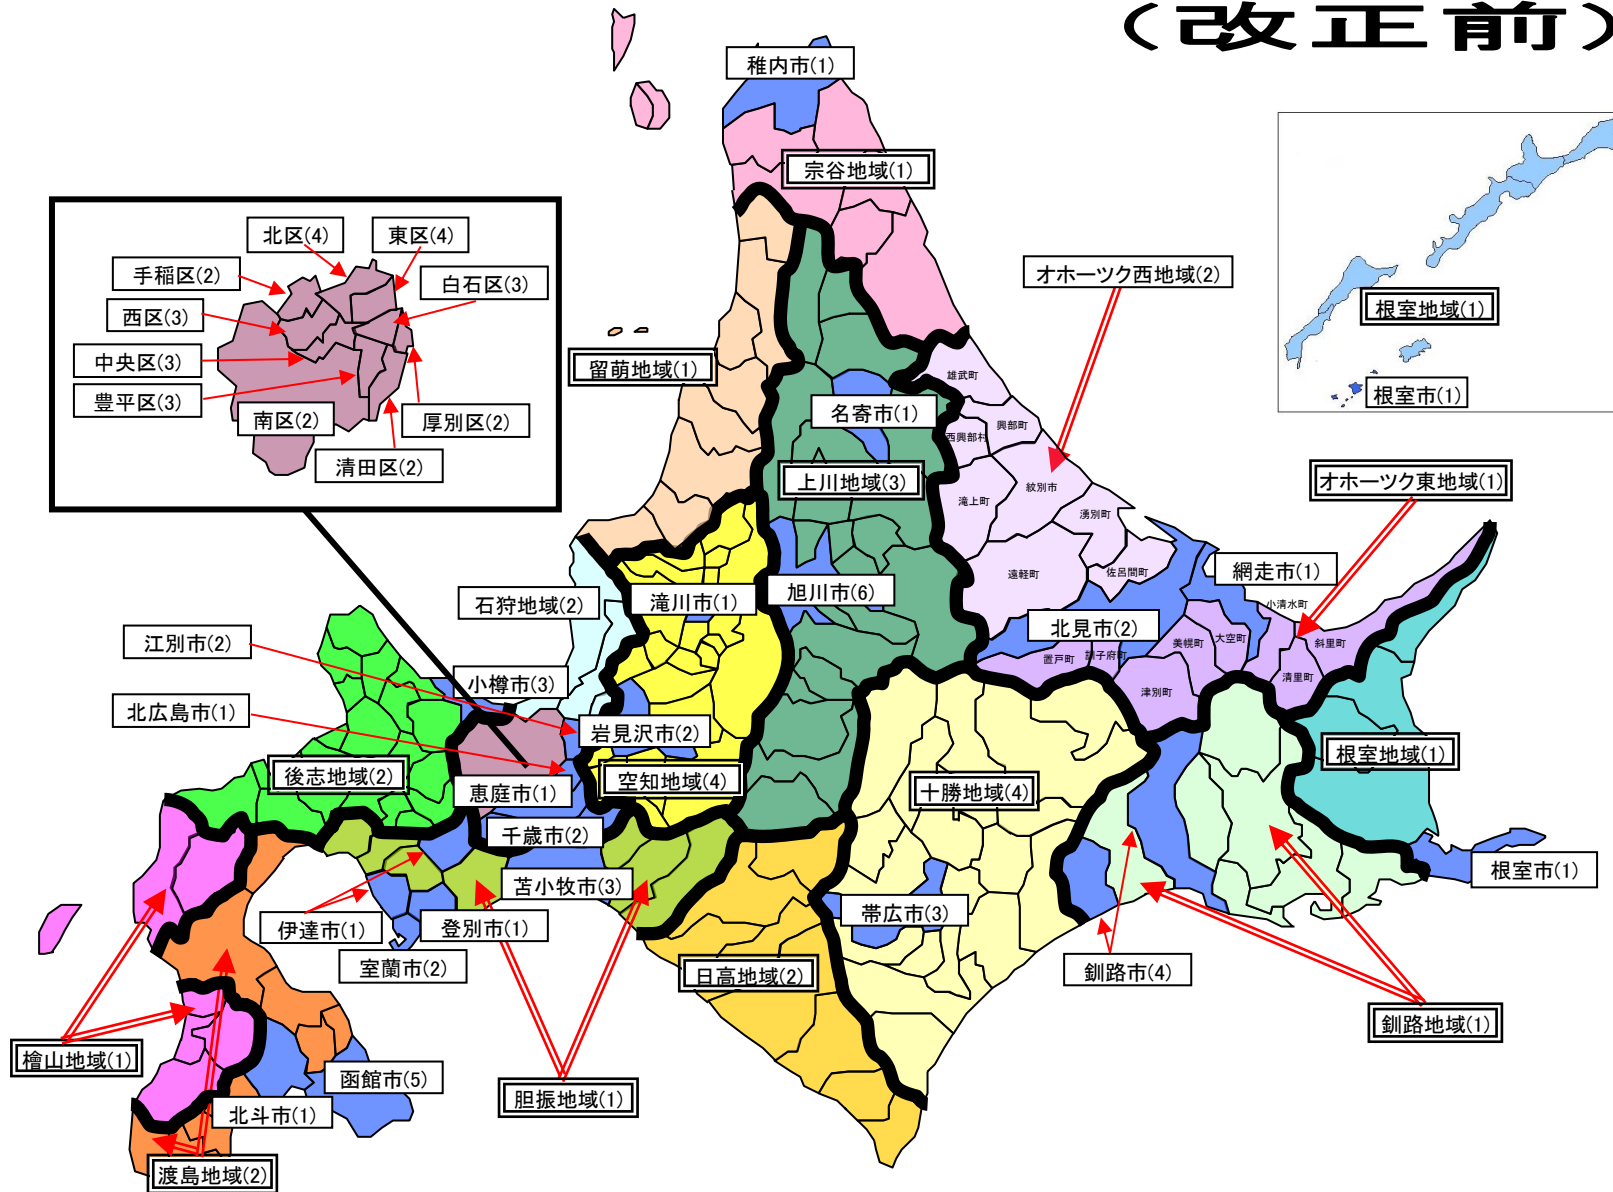 （改正前）
稚内市(1)
宗谷地域(1)
北区(4)
東区(4)
手稲区(2)
白石区(3)
西区(3)
中央区(3)
豊平区(3)
南区(2)
厚別区(2)
清田区(2)
オホーツク西地域(2)
根室地域(1)
根室市(1)
留萌地域(1)
雄武町
名寄市(1)
興部町
西興部村
上川地域(3)
オホーツク東地域(1)
滝上町
紋別市
湧別町
遠軽町
佐呂間町
網走市(1)
石狩地域(2)
滝川市(1)
旭川市(6)
小清水町
江別市(2)
北見市(2)
美幌町
大空町
斜里町
置戸町
訓子府町
清里町
津別町
小樽市(3)
北広島市(1)
岩見沢市(2)
後志地域(2)
恵庭市(1)
空知地域(4)
十勝地域(4)
根室地域(1)
千歳市(2)
苫小牧市(3)
根室市(1)
伊達市(1)
登別市(1)
帯広市(3)
室蘭市(2)
日高地域(2)
釧路市(4)
釧路地域(1)
檜山地域(1)
函館市(5)
胆振地域(1)
北斗市(1)
渡島地域(2)